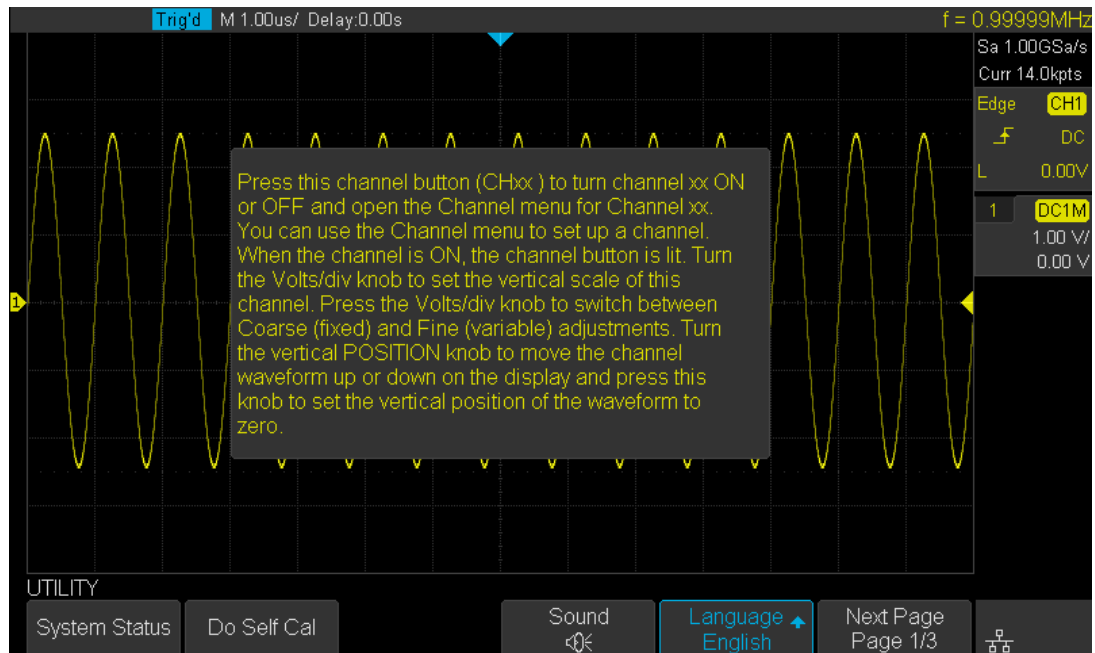 Trig'd M 1.00us/ Delay:0.00s f = 0.99999MHz
Sa 1.00GSa/s
Curr 14.0kpts
Edge CH1
DC
L 0.00V
1 DC1M
1.00 V/
0.00 V
Press this channel button (CHxx ) to turn channel xx ON
or OFF and open the Channel menu for Channel xx.
You can use the Channel menu to set up a channel.
When the channel is ON, the channel button is lit. Turn
the Volts/div knob to set the vertical scale of this
channel. Press the Volts/div knob to switch between
Coarse (fixed) and Fine (variable) adjustments. Turn
the vertical POSITION knob to move the channel
waveform up or down on the display and press this
knob to set the vertical position of the waveform to
zero.
1
UTILITY
System Status
Do Self Cal
Sound
Language
English
Next Page
Page 1/3